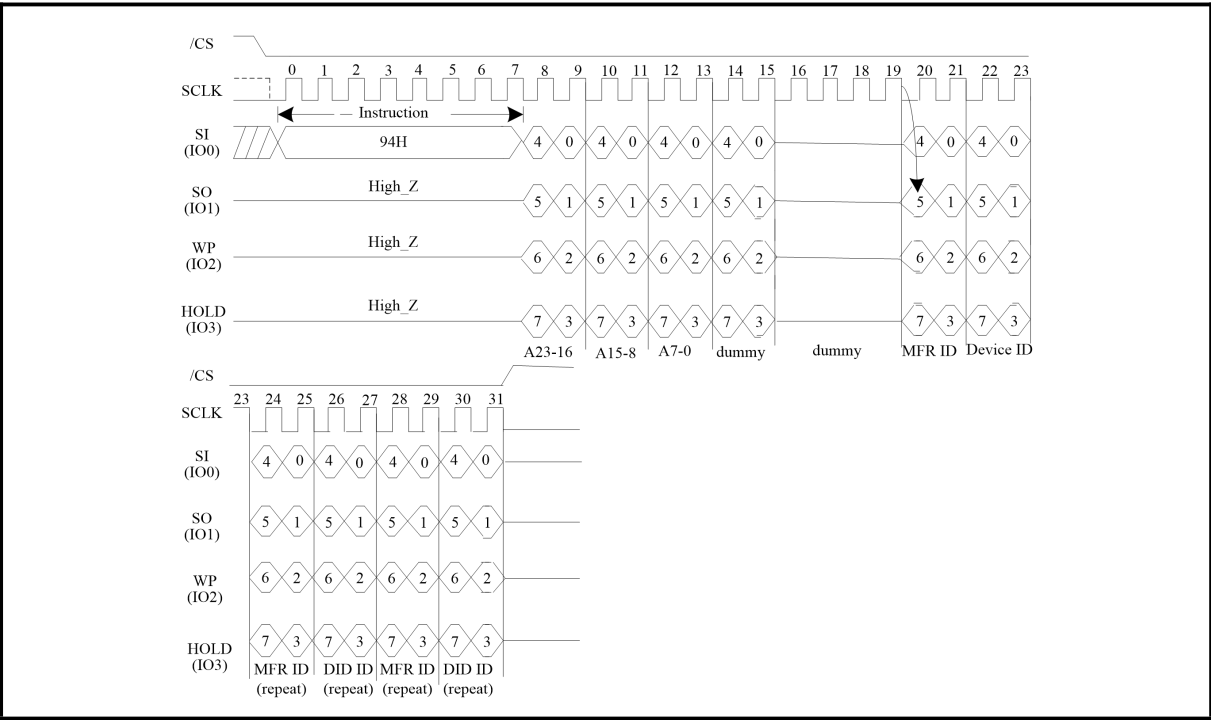 /CS
0 1 2 3 4 5 6 7 8 9 10 11 12 13 14 15 16 17 18 19 20 21 22 23
SCLK
Instruction
SI
(IO0)
94H 4 0 4 0 4 0 4 0 4 0 4 0
SO
(IO1)
High_Z 5 1 5 1 5 1 5 1 5 1 5 1
WP
(IO2)
High_Z 6 2 6 2 6 2 6 2 6 2 6 2
HOLD
(IO3)
High_Z 7 3 7 3 7 3 7 3 7 3 7 3
A23-16 A15-8 A7-0 dummy dummy MFR ID Device ID
/CS
23 24 25 26 27 28 29 30 31
SCLK
SI
(IO0)
4 0 4 0 4 0 4 0
SO
(IO1)
5 1 5 1 5 1 5 1
WP
(IO2)
6 2 6 2 6 2 6 2
HOLD
(IO3)
7 3 7 3 7 3 7 3
MFR ID DID ID MFR ID DID ID
(repeat) (repeat) (repeat) (repeat)